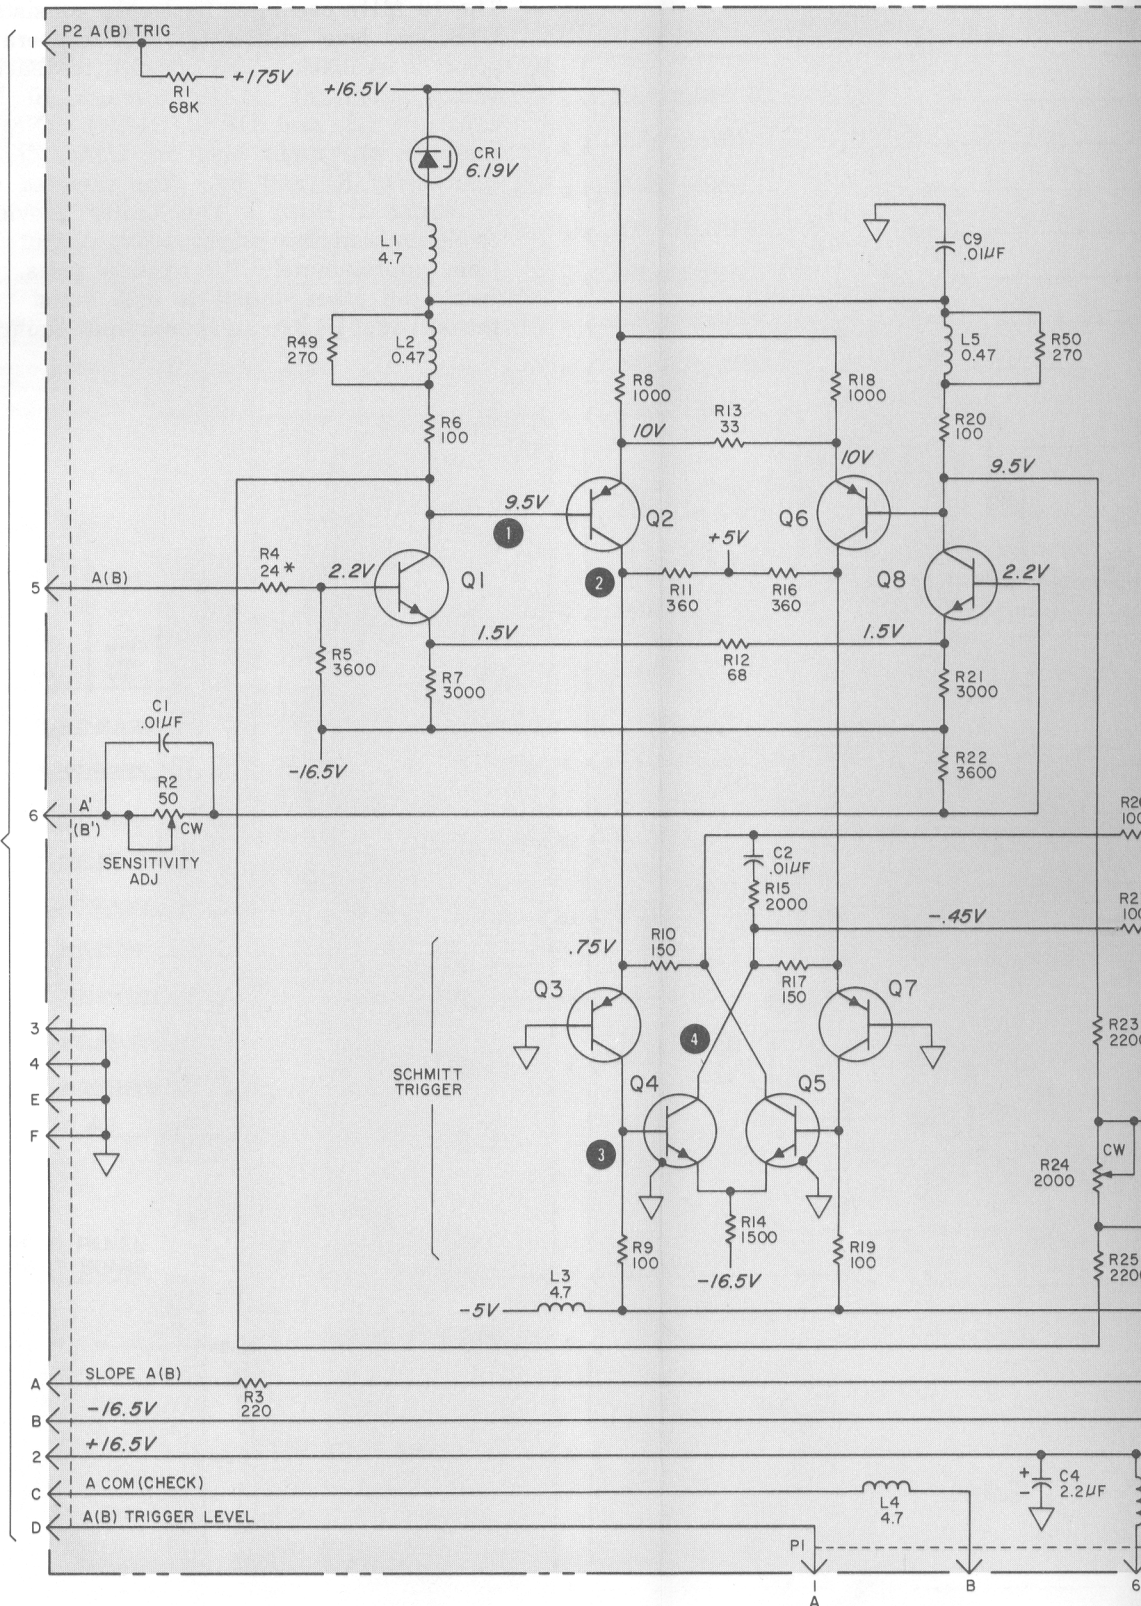 1 P2 A(B) TRIG
R1
68K
+175V
+16.5V
CR1
6.19V
L1
4.7
C9
.01µF
R49
270
L2
0.47
L5
0.47
R50
270
R8
1000
R18
1000
R6
100
R13
33
R20
100
10V
10V
9.5V
9.5V
1
Q2
Q6
+5V
R4
24*
5 A(B)
2.2V
Q1
2
R11
360
R16
360
Q8
2.2V
1.5V
1.5V
R5
3600
R7
3000
R12
68
R21
3000
C1
.01µF
-16.5V
R22
3600
R2
50
6 A'
(B')
CW
SENSITIVITY
ADJ
C2
.01µF
R15
2000
-.45V
.75V
R10
150
R17
150
Q3
Q7
3
4
E
F
4
SCHMITT
TRIGGER
Q4
Q5
3
R23
CW
R24
2000
R14
1500
R9
100
R19
100
-16.5V
R25
L3
4.7
-5V
A SLOPE A(B)
R3
220
B -16.5V
2 +16.5V
C A COM (CHECK)
L4
4.7
+
-
C4
2.2µF
D A(B) TRIGGER LEVEL
P1
1
A
B
6